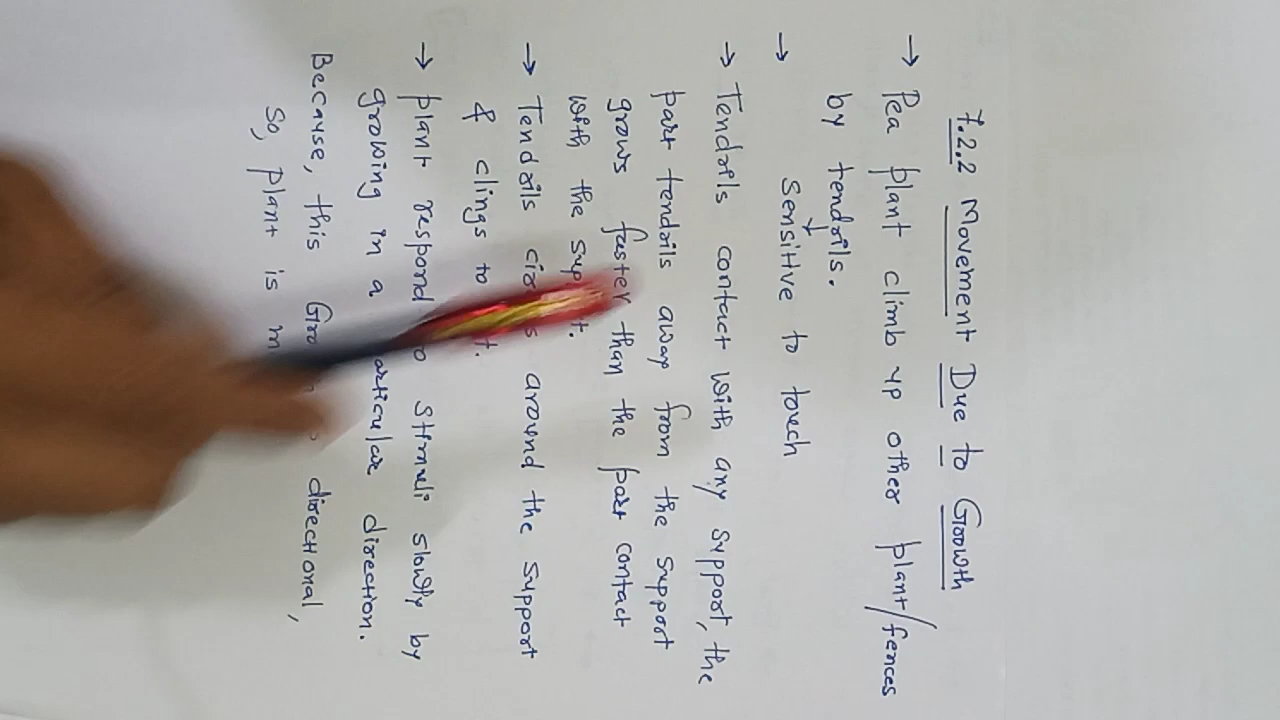 7.2.2 Movement Due to Growth
→ Pea plant climb up other plant/fences
by tendrils.
→ sensitive to touch
→ Tendrils contact with any support, the
part tendrils away from the support
grows faster than the part contact
with the
→ Tendrils around the support
& clings to
→ plant respond stimuli slowly by
growing in a direction.
Because, this directional,
So, plant is